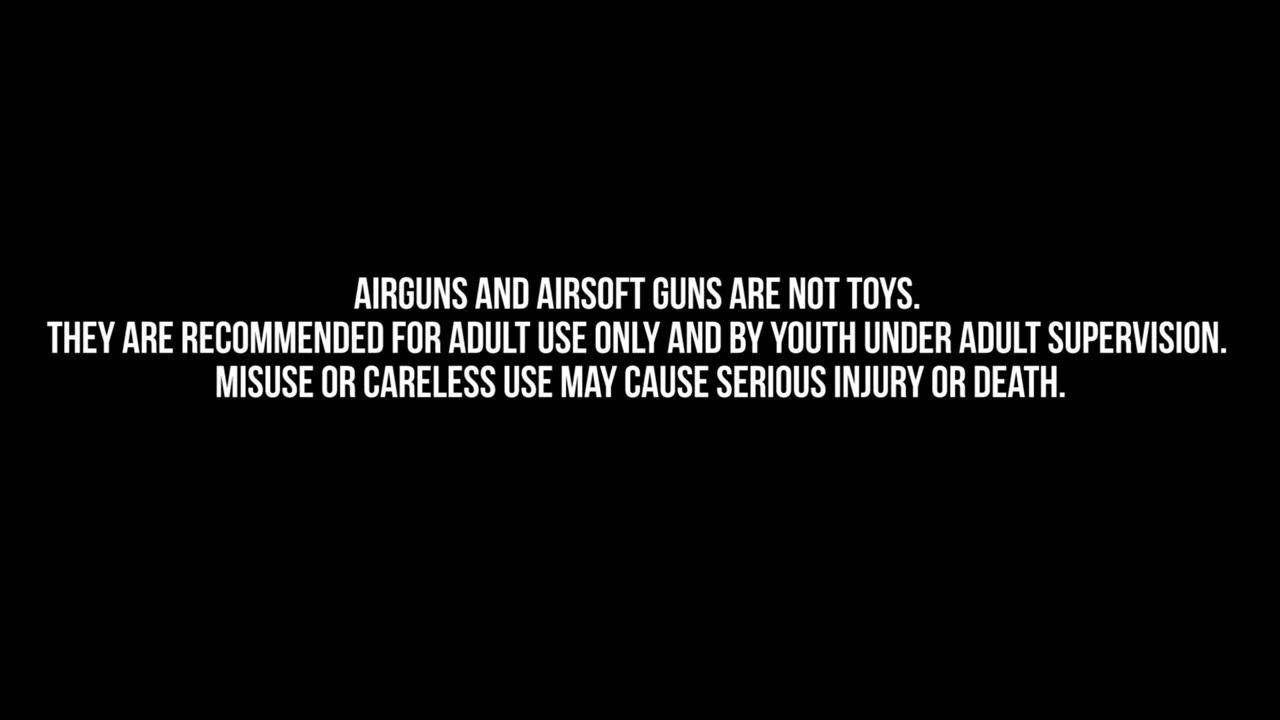 AIRGUNS AND AIRSOFT GUNS ARE NOT TOYS.
THEY ARE RECOMMENDED FOR ADULT USE ONLY AND BY YOUTH UNDER ADULT SUPERVISION.
MISUSE OR CARELESS USE MAY CAUSE SERIOUS INJURY OR DEATH.